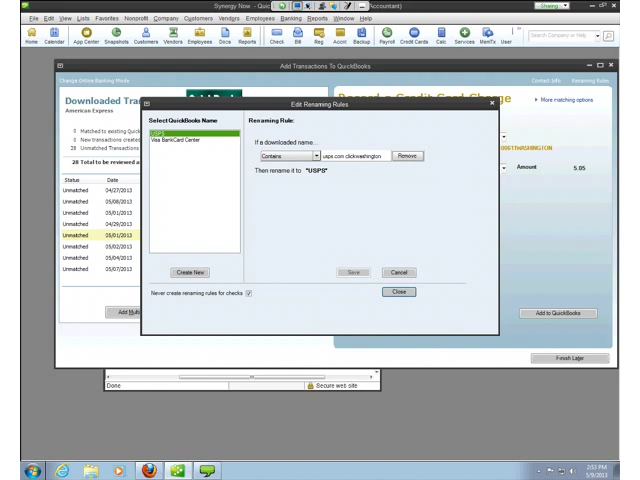 Synergy Now - Quic
Accountant)
Sharing
File Edit View Lists Favorites Nonprofit Company Customers Vendors Employees Banking Reports Window Help
Home Calendar App Center Snapshots Customers Vendors Employees Docs Reports Check Bill Reg Accnt Backup Payroll Credit Cards Calc Services MemTx User
Search Company or Help
Add Transactions To QuickBooks
Change Online Banking Mode
Contact Info Renaming Rules
Downloaded Tra
American Express
Record a Credit Card Charge
More matching options
Edit Renaming Rules
Select QuickBooks Name
Renaming Rule:
USPS
Visa BankCard Center
If a downloaded name...
Contains
usps.com clickwashington
Remove
Then rename it to "USPS"
0 Matched to existing Quick
0 New transactions created
28 Unmatched Transactions
28 Total to be reviewed a
Status Date
Unmatched 04/27/2013
Unmatched 05/08/2013
Unmatched 05/01/2013
Unmatched 04/29/2013
Unmatched 05/01/2013
Unmatched 05/02/2013
Unmatched 05/04/2013
Unmatched 05/07/2013
Amount 5.05
Create New
Save
Cancel
Never create renaming rules for checks
Close
Add Multi
Add to QuickBooks
Finish Later
Done
Secure web site
2:03 PM
5/9/2013